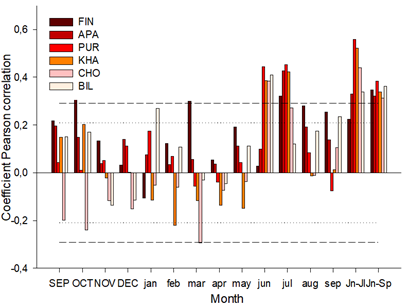 FIN
APA
PUR
KHA
CHO
BIL
Coefficient Pearson correlation
0,6
0,4
0,2
0,0
-0,2
-0,4
SEP OCT NOV DEC jan feb mar apr may jun jul aug sep Jn-Jl Jn-Sp
Month